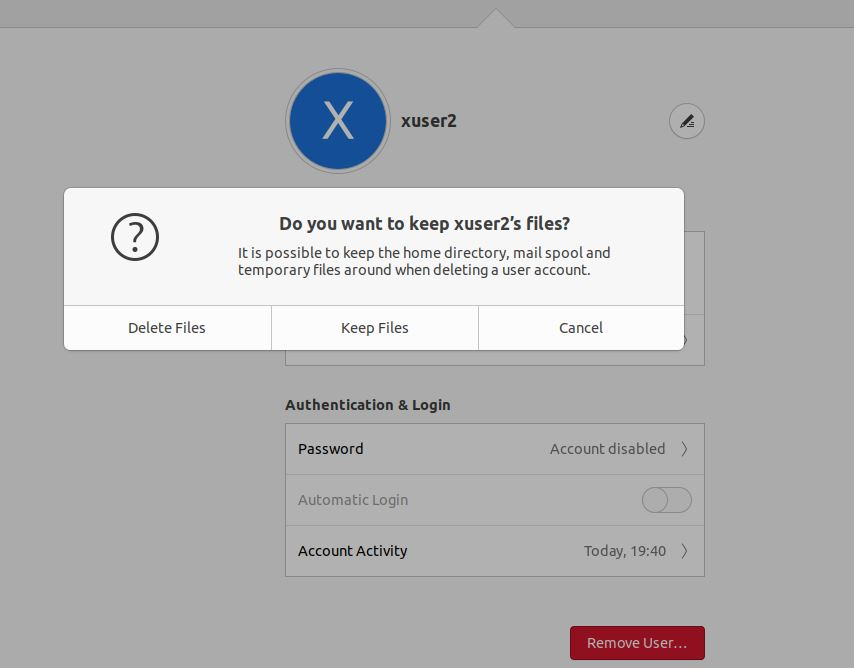 X
xuser2
Do you want to keep xuser2’s files?
It is possible to keep the home directory, mail spool and
temporary files around when deleting a user account.
Delete Files
Keep Files
Cancel
Authentication & Login
Password
Account disabled
Automatic Login
Account Activity
Today, 19:40
Remove User…